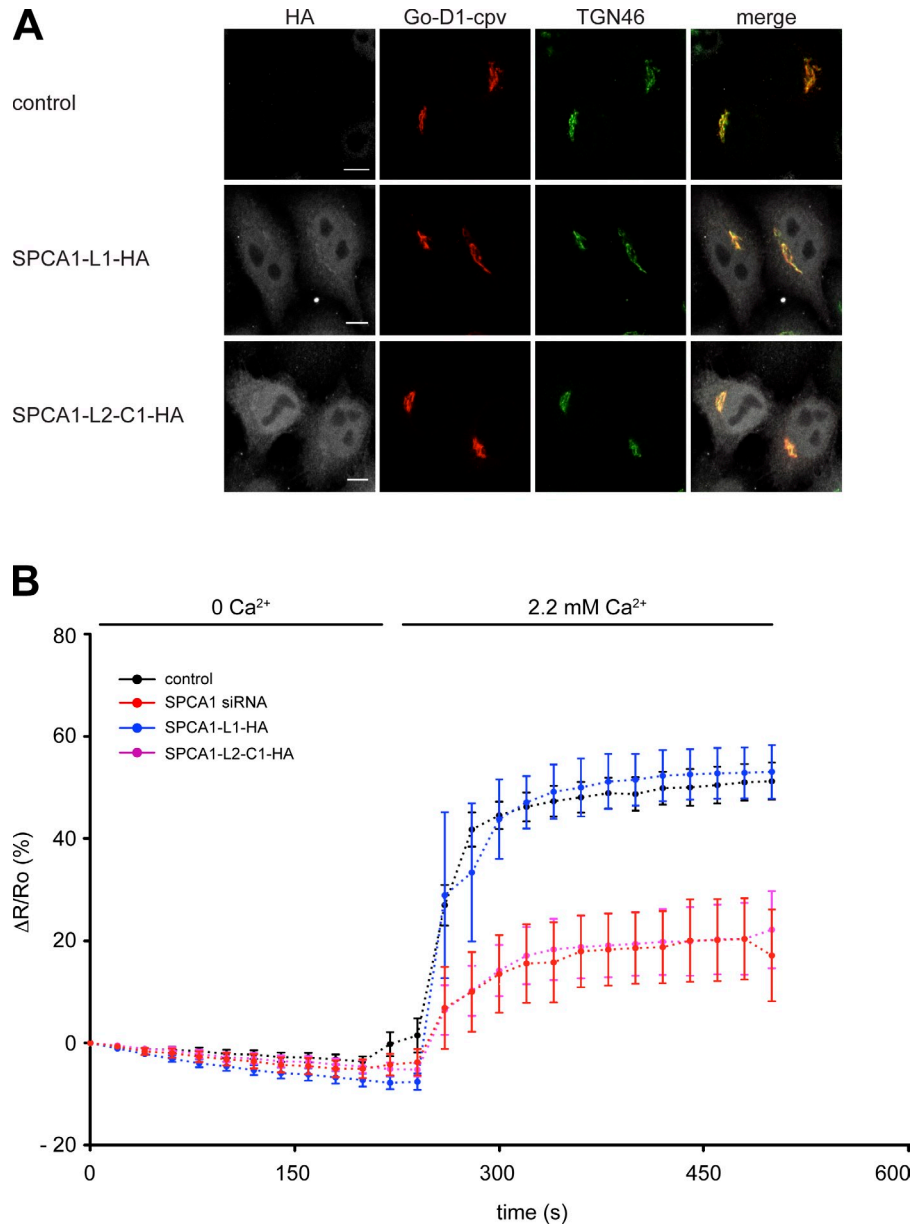 A
HA Go-D1-cpv TGN46 merge
control
SPCA1-L1-HA
SPCA1-L2-C1-HA
B
0 Ca²⁺ 2.2 mM Ca²⁺
80
control
SPCA1 siRNA
SPCA1-L1-HA
SPCA1-L2-C1-HA
60
40
20
0
- 20
ΔR/Ro (%)
0 150 300 450 600
time (s)